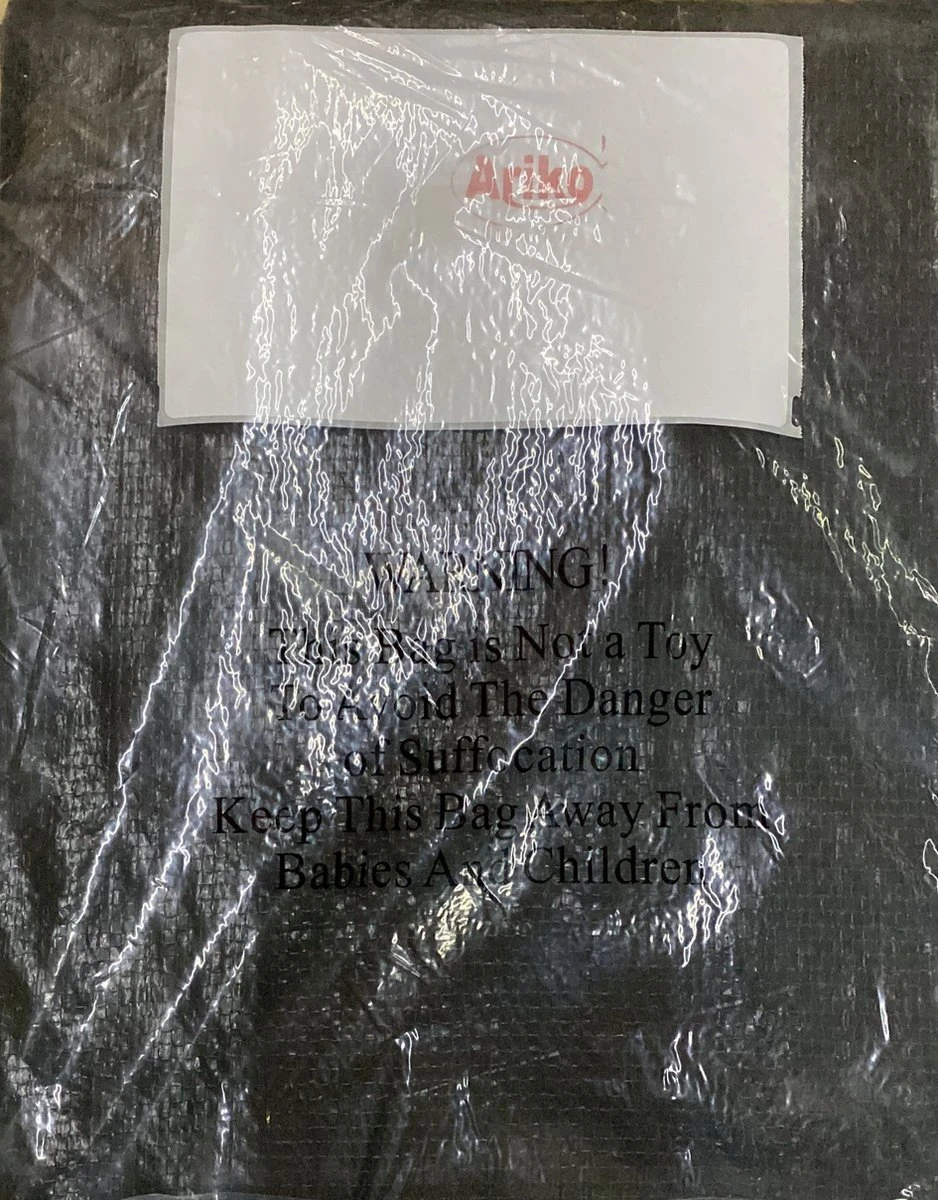 Apiko
WARNING!
This Bag is Not a Toy
To Avoid The Danger
of Suffocation
Keep This Bag Away From
Babies And Children